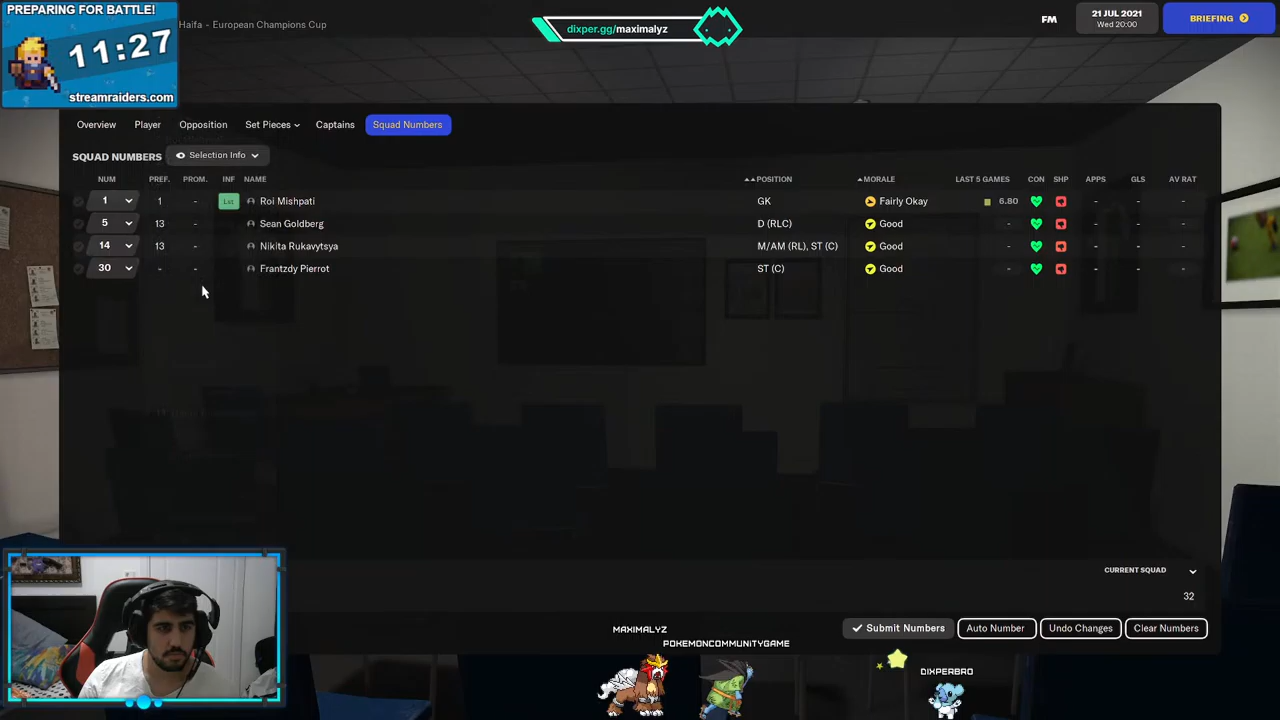 PREPARING FOR BATTLE!
11:27
streamraiders.com
Haifa - European Champions Cup
dixper.gg/maximalyz
FM
21 JUL 2021
Wed 20:00
BRIEFING
Overview Player Opposition Set Pieces Captains Squad Numbers
SQUAD NUMBERS Selection Info
NUM PREF. PROM. INF NAME POSITION MORALE LAST 5 GAMES CON SHP APPS GLS AV RAT
1 1 - Lst Roi Mishpati GK Fairly Okay 6.80 - - -
5 13 - Sean Goldberg D (RLC) Good - - - -
14 13 - Nikita Rukavytsya M/AM (RL), ST (C) Good - - - -
30 - - Frantzdy Pierrot ST (C) Good - - - -
CURRENT SQUAD
32
Submit Numbers Auto Number Undo Changes Clear Numbers
MAXIMALYZ
POKEMONCOMMUNITYGAME
DIXPERBRO